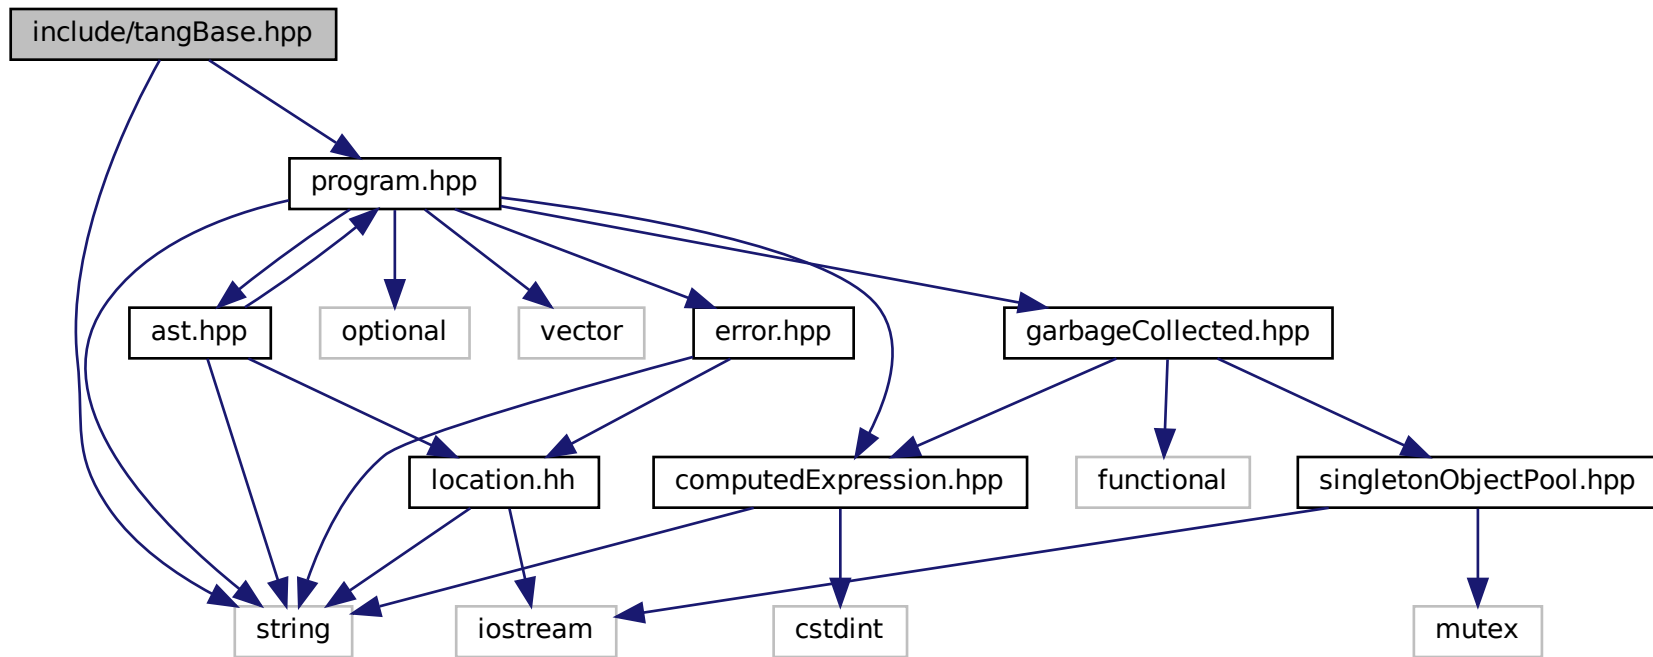 include/tangBase.hpp
program.hpp
ast.hpp
optional
vector
error.hpp
garbageCollected.hpp
location.hh
computedExpression.hpp
functional
singletonObjectPool.hpp
string
iostream
cstdint
mutex